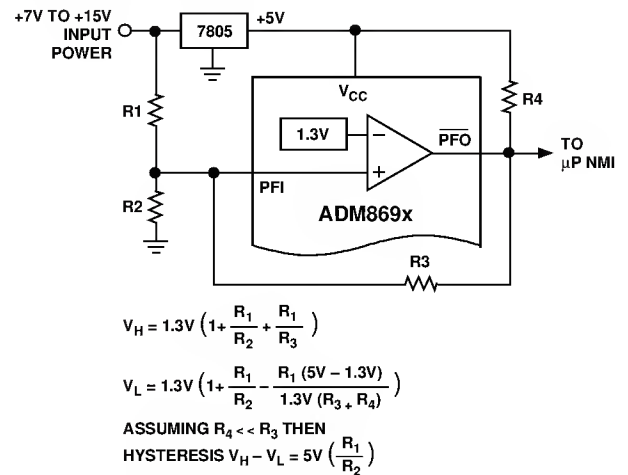 +7V TO +15V
INPUT
POWER
7805
+5V
R1
R2
VCC
1.3V
−
+
PFI
PFO
ADM869x
R4
TO
μP NMI
R3
VH = 1.3V (1+ R1/R2 + R1/R3)
VL = 1.3V (1+ R1/R2 − R1 (5V − 1.3V)/1.3V (R3 + R4))
ASSUMING R4 << R3 THEN
HYSTERESIS VH − VL = 5V (R1/R2)